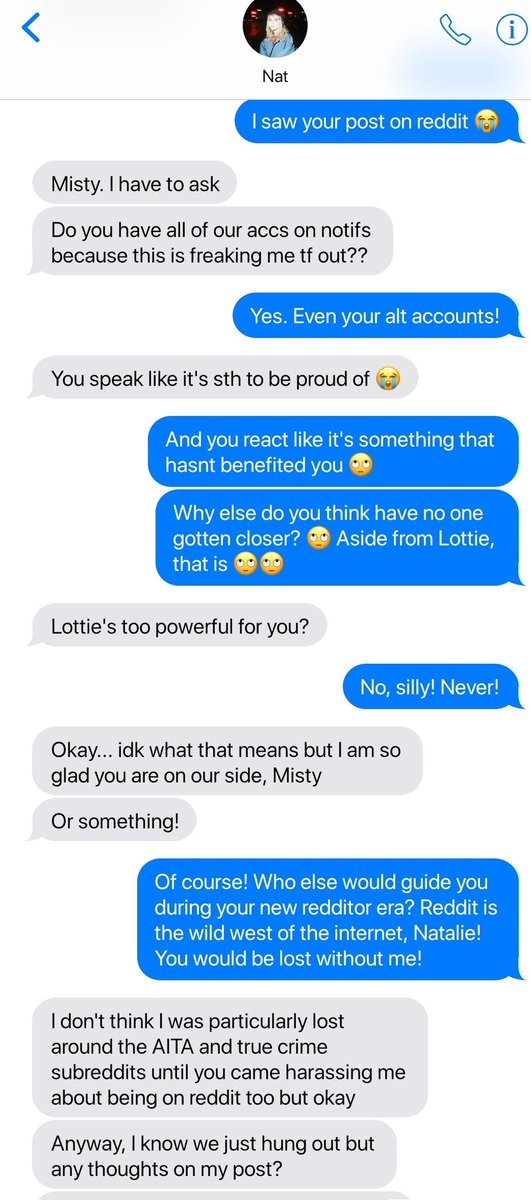 Nat
I saw your post on reddit 😭
Misty. I have to ask
Do you have all of our accs on notifs
because this is freaking me tf out??
Yes. Even your alt accounts!
You speak like it's sth to be proud of 😭
And you react like it's something that
hasnt benefited you 🙄
Why else do you think have no one
gotten closer? 🙄 Aside from Lottie,
that is 🙄🙄
Lottie's too powerful for you?
No, silly! Never!
Okay... idk what that means but I am so
glad you are on our side, Misty
Or something!
Of course! Who else would guide you
during your new redditor era? Reddit is
the wild west of the internet, Natalie!
You would be lost without me!
I don't think I was particularly lost
around the AITA and true crime
subreddits until you came harassing me
about being on reddit too but okay
Anyway, I know we just hung out but
any thoughts on my post?